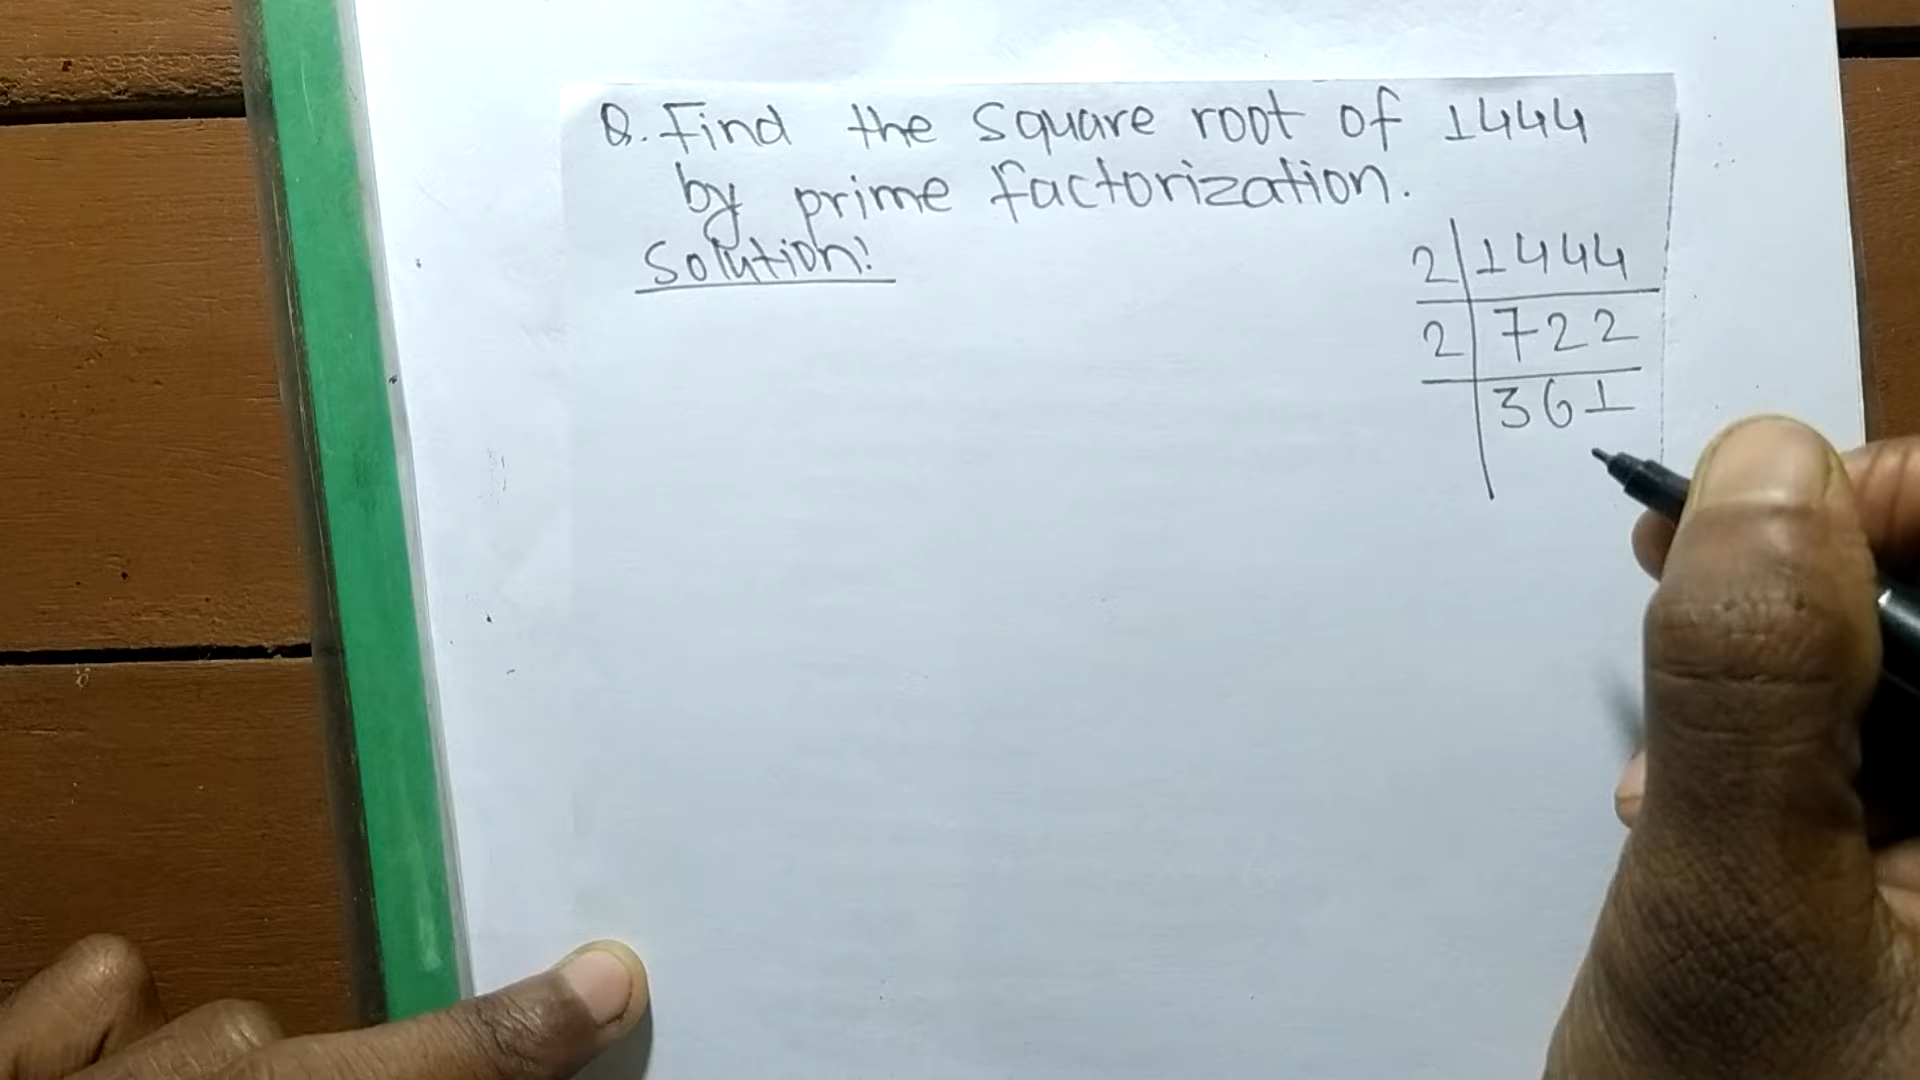 Q. Find the square root of 1444
by prime factorization.
Solution:
2 | 1444
2 | 722
361